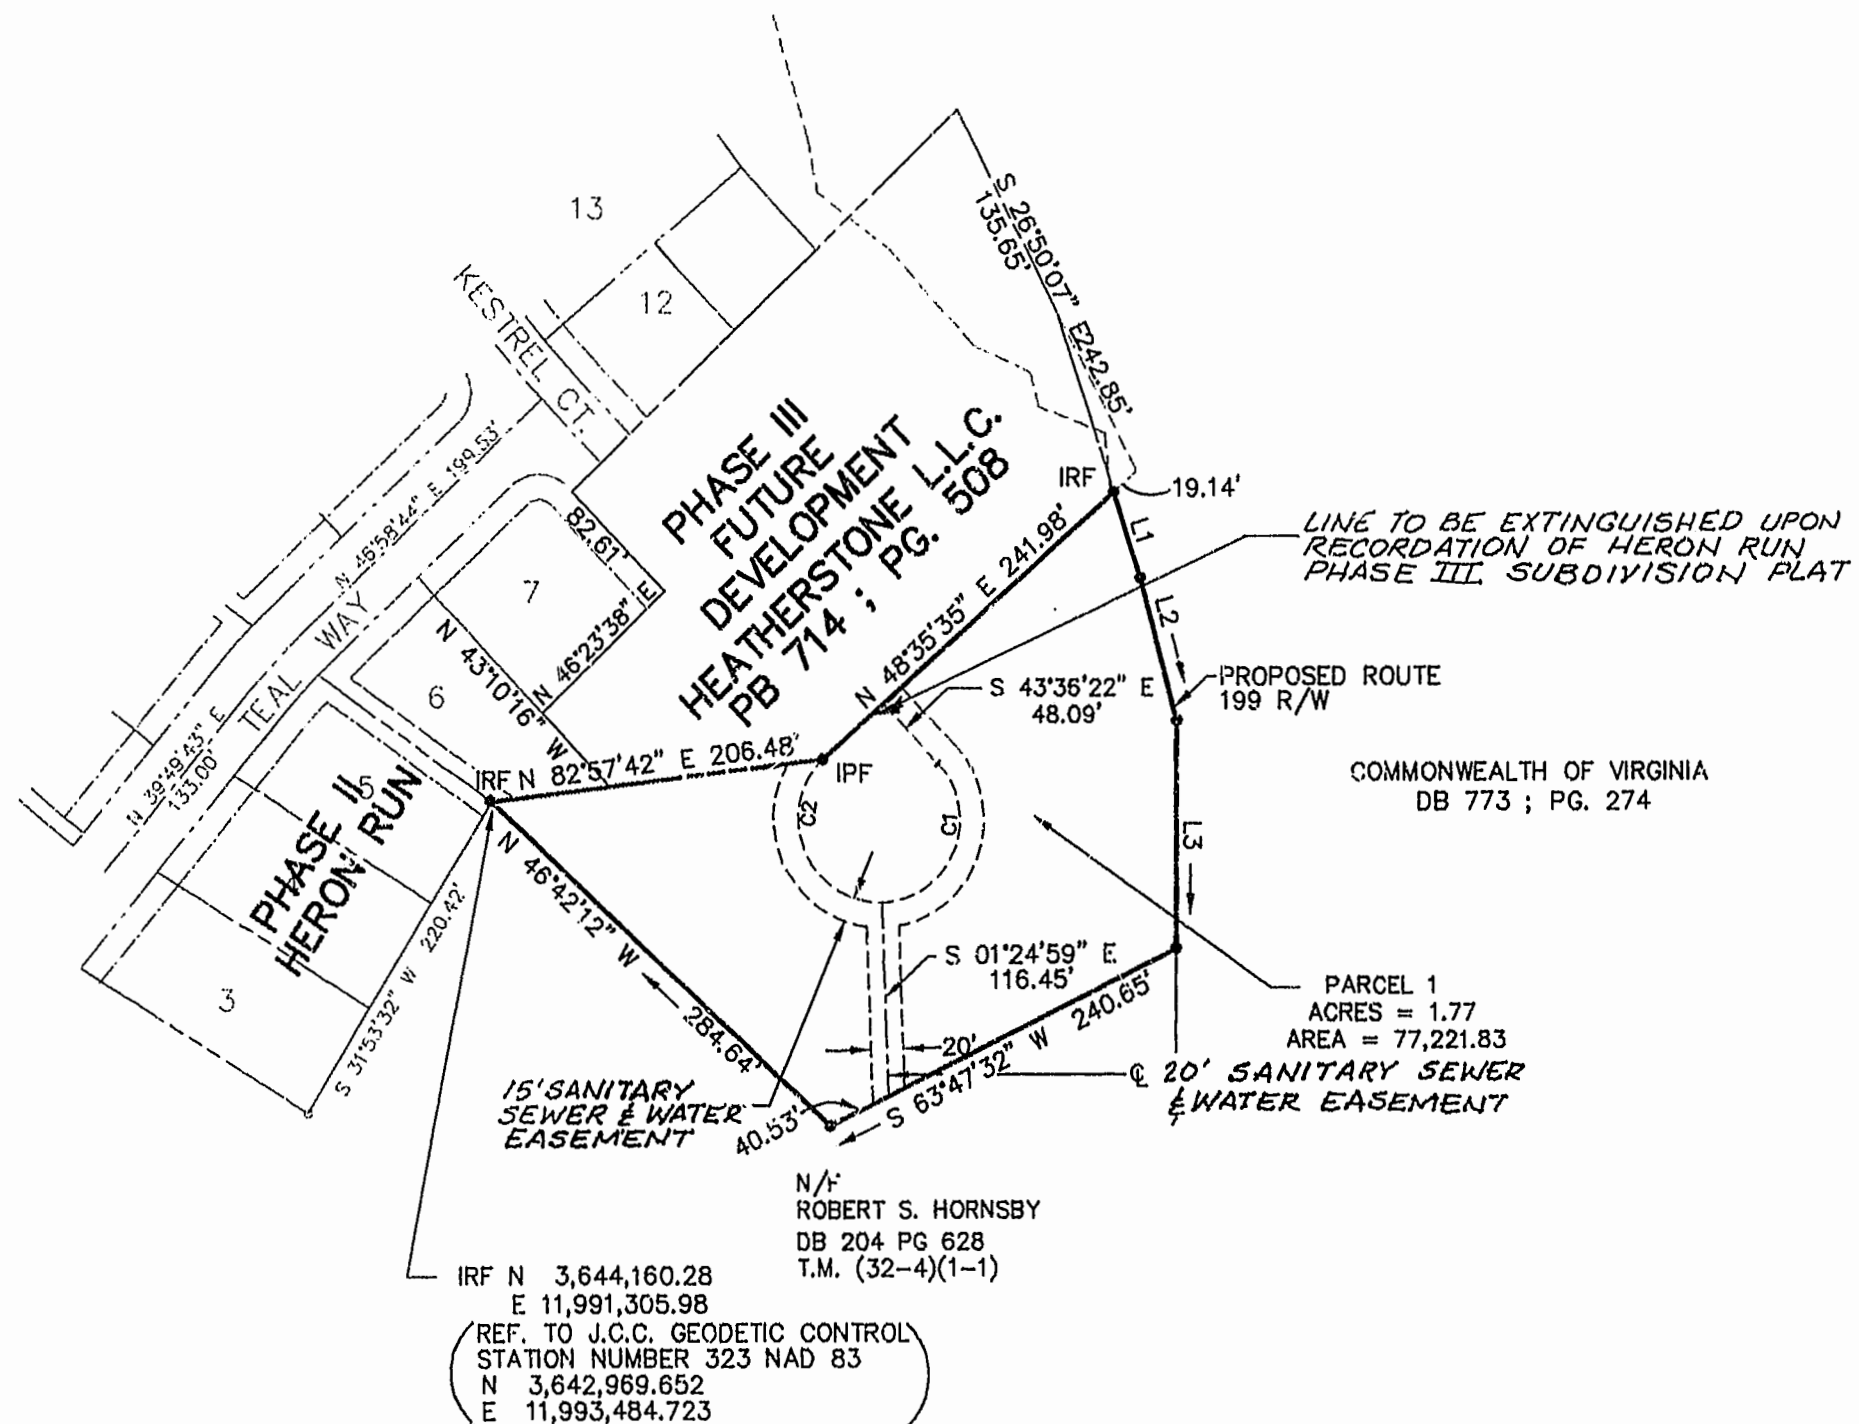 13
12
KESTREL CT.
S 26°50'07" E 242.85'
135.65'
N 46°58'44" E 199.53'
TEAL WAY
N 39°49'43" E
133.00'
7
6
5
3
82.61'
N 46°23'38" E
N 43°10'16" W
PHASE III
FUTURE
DEVELOPMENT
HEATHERSTONE L.L.C.
PB 714 ; PG. 508
IRF
19.14'
N 48°35'35" E 241.98'
L1
L2
L3
LINE TO BE EXTINGUISHED UPON
RECORDATION OF HERON RUN
PHASE III SUBDIVISION PLAT
S 43°36'22" E
48.09'
PROPOSED ROUTE
199 R/W
COMMONWEALTH OF VIRGINIA
DB 773 ; PG. 274
IRF N 82°57'42" E 206.48'
IPF
C2
C1
PHASE II
HERON RUN
S 31°53'32" W 220.42'
N 46°42'12" W
284.64'
S 01°24'59" E
116.45'
20'
S 63°47'32" W 240.65'
40.53'
PARCEL 1
ACRES = 1.77
AREA = 77,221.83
℄ 20' SANITARY SEWER
& WATER EASEMENT
15' SANITARY
SEWER & WATER
EASEMENT
N/F
ROBERT S. HORNSBY
DB 204 PG 628
T.M. (32-4)(1-1)
IRF N 3,644,160.28
E 11,991,305.98
REF. TO J.C.C. GEODETIC CONTROL
STATION NUMBER 323 NAD 83
N 3,642,969.652
E 11,993,484.723